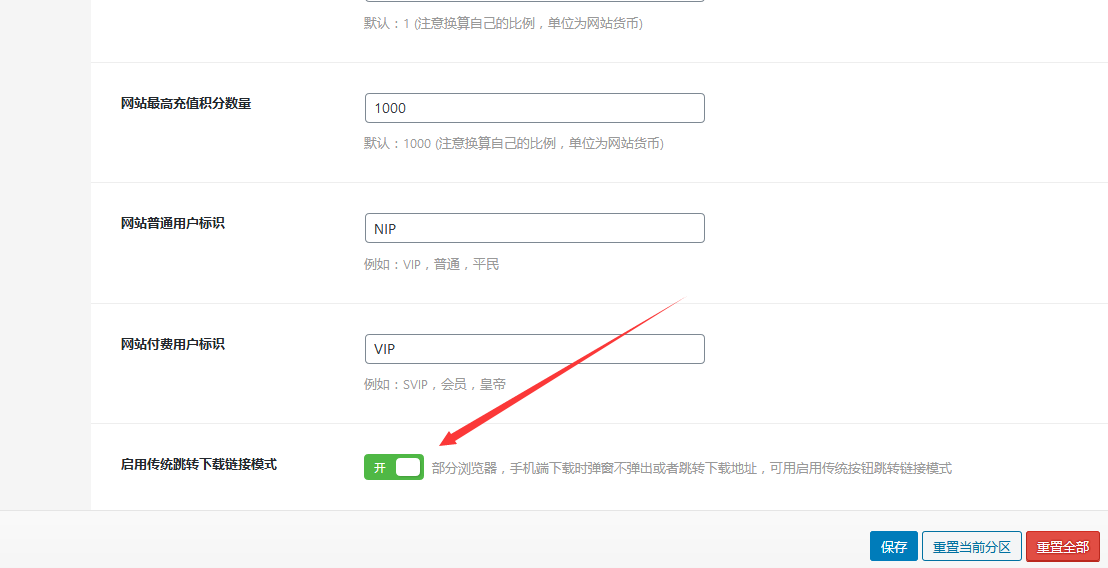 默认：1 (注意换算自己的比例，单位为网站货币)
网站最高充值积分数量
1000
默认：1000 (注意换算自己的比例，单位为网站货币)
网站普通用户标识
NIP
例如：VIP，普通，平民
网站付费用户标识
VIP
例如：SVIP，会员，皇帝
启用传统跳转下载链接模式
开
部分浏览器，手机端下载时弹窗不弹出或者跳转下载地址，可用启用传统按钮跳转链接模式
保存
重置当前分区
重置全部